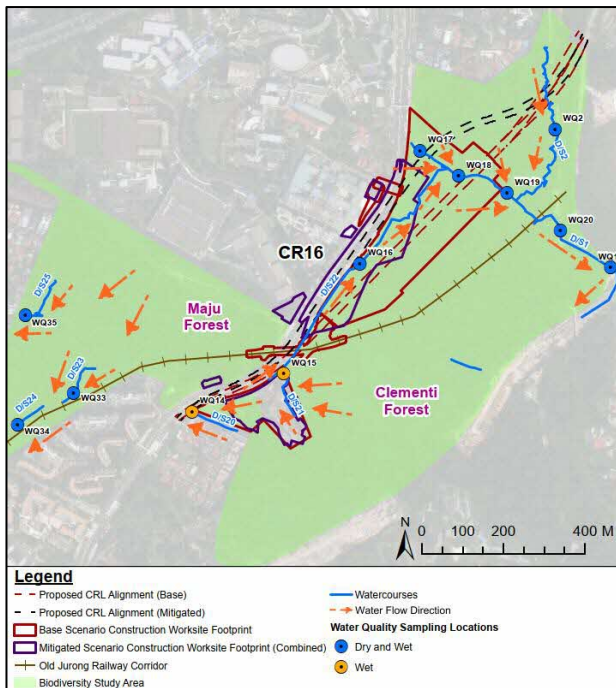 WQ2
D/S2
WQ17
WQ18
WQ19
WQ20
D/S1
WQ1
CR16
WQ16
D/S22
D/S25
WQ35
Maju
Forest
WQ15
D/S23
WQ33
D/S24
WQ34
WQ14
D/S20
D/S21
Clementi
Forest
N
0 100 200 400 M
Legend
Proposed CRL Alignment (Base)
Proposed CRL Alignment (Mitigated)
Base Scenario Construction Worksite Footprint
Mitigated Scenario Construction Worksite Footprint (Combined)
Old Jurong Railway Corridor
Biodiversity Study Area
Watercourses
Water Flow Direction
Water Quality Sampling Locations
Dry and Wet
Wet